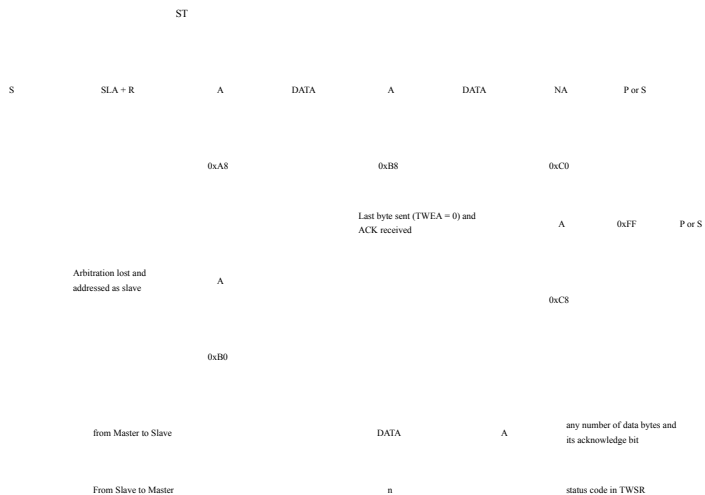 ST
S SLA + R A DATA A DATA NA P or S
0xA8 0xB8 0xC0
Last byte sent (TWEA = 0) and
ACK received
A 0xFF P or S
Arbitration lost and
addressed as slave
A
0xC8
0xB0
from Master to Slave
DATA A
any number of data bytes and
its acknowledge bit
From Slave to Master
n
status code in TWSR